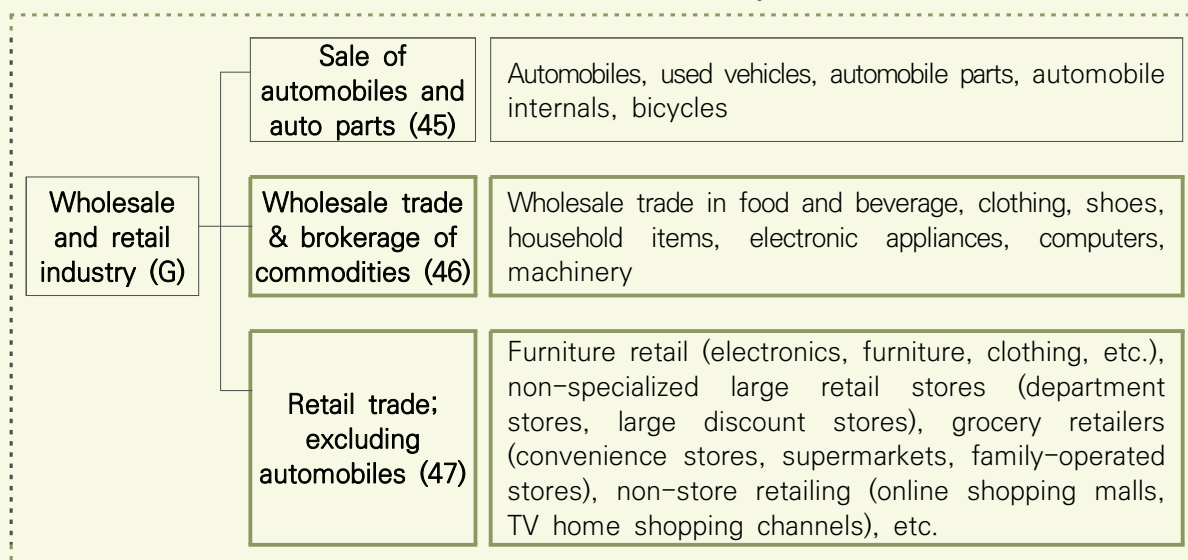 Sale of
automobiles and
auto parts (45)
Automobiles, used vehicles, automobile parts, automobile
internals, bicycles
Wholesale
and retail
industry (G)
Wholesale trade
& brokerage of
commodities (46)
Wholesale trade in food and beverage, clothing, shoes,
household items, electronic appliances, computers,
machinery
Retail trade;
excluding
automobiles (47)
Furniture retail (electronics, furniture, clothing, etc.),
non-specialized large retail stores (department
stores, large discount stores), grocery retailers
(convenience stores, supermarkets, family-operated
stores), non-store retailing (online shopping malls,
TV home shopping channels), etc.